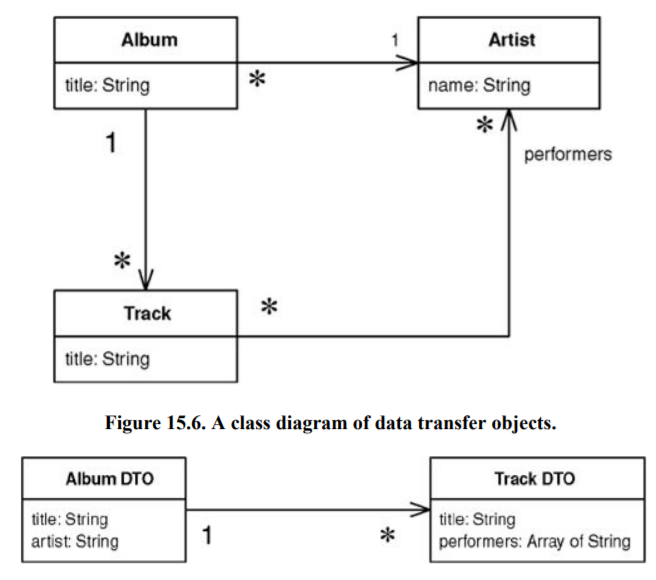 Album
1
Artist
title: String
*
name: String
1
*
performers
*
Track
*
title: String
Figure 15.6. A class diagram of data transfer objects.
Album DTO
Track DTO
title: String
artist: String
1
*
title: String
performers: Array of String